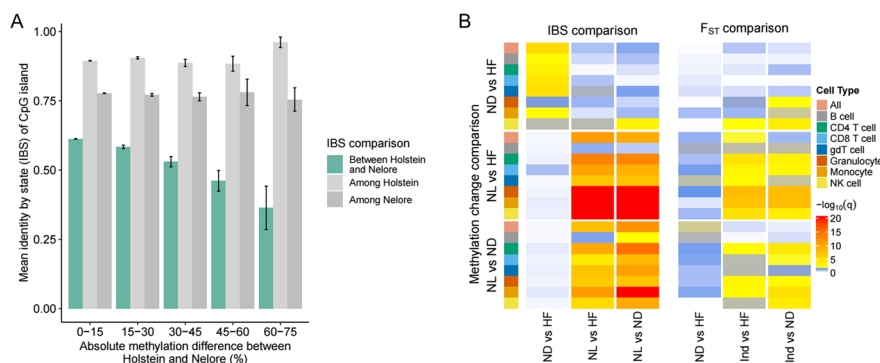 A
Mean identity by state (IBS) of CpG island
1.00
0.75
0.50
0.25
0.00
0−15
15−30
30−45
45−60
60−75
Absolute methylation difference between
Holstein and Nelore (%)
IBS comparison
Between Holstein
and Nelore
Among Holstein
Among Nelore
B
IBS comparison
FST comparison
Methylation change comparison
ND vs HF
NL vs HF
NL vs ND
ND vs HF
NL vs HF
NL vs ND
ND vs HF
Ind vs HF
Ind vs ND
Cell Type
All
B cell
CD4 T cell
CD8 T cell
gdT cell
Granulocyte
Monocyte
NK cell
−log10(q)
20
15
10
5
0